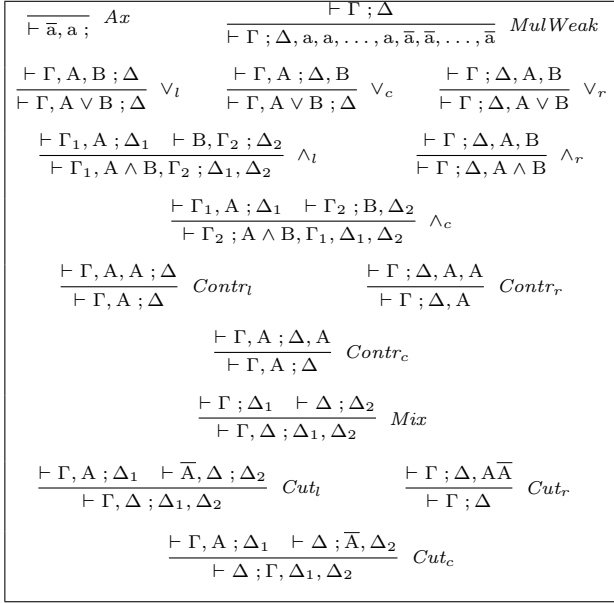 ⊢ a̅, a ; Ax
⊢ Γ ; Δ
⊢ Γ ; Δ, a, a, . . . , a, a̅, a̅, . . . , a̅ MulWeak
⊢ Γ, A, B ; Δ
⊢ Γ, A ∨ B ; Δ ∨l
⊢ Γ, A ; Δ, B
⊢ Γ, A ∨ B ; Δ ∨c
⊢ Γ ; Δ, A, B
⊢ Γ ; Δ, A ∨ B ∨r
⊢ Γ1, A ; Δ1 ⊢ B, Γ2 ; Δ2
⊢ Γ1, A ∧ B, Γ2 ; Δ1, Δ2 ∧l
⊢ Γ ; Δ, A, B
⊢ Γ ; Δ, A ∧ B ∧r
⊢ Γ1, A ; Δ1 ⊢ Γ2 ; B, Δ2
⊢ Γ2 ; A ∧ B, Γ1, Δ1, Δ2 ∧c
⊢ Γ, A, A ; Δ
⊢ Γ, A ; Δ Contrl
⊢ Γ ; Δ, A, A
⊢ Γ ; Δ, A Contrr
⊢ Γ, A ; Δ, A
⊢ Γ, A ; Δ Contrc
⊢ Γ ; Δ1 ⊢ Δ ; Δ2
⊢ Γ, Δ ; Δ1, Δ2 Mix
⊢ Γ, A ; Δ1 ⊢ A̅, Δ ; Δ2
⊢ Γ, Δ ; Δ1, Δ2 Cutl
⊢ Γ ; Δ, AA̅
⊢ Γ ; Δ Cutr
⊢ Γ, A ; Δ1 ⊢ Δ ; A̅, Δ2
⊢ Δ ; Γ, Δ1, Δ2 Cutc